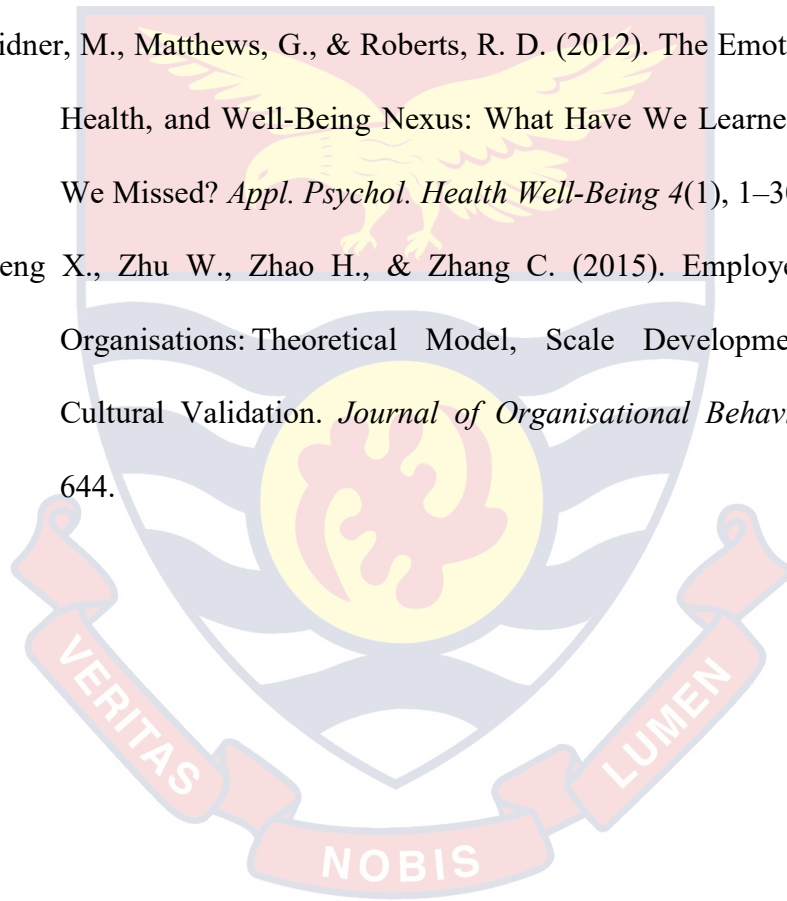 idner, M., Matthews, G., & Roberts, R. D. (2012). The Emot
Health, and Well-Being Nexus: What Have We Learne
We Missed? Appl. Psychol. Health Well-Being 4(1), 1–30
eng X., Zhu W., Zhao H., & Zhang C. (2015). Employe
Organisations: Theoretical Model, Scale Developme
Cultural Validation. Journal of Organisational Behavi
644.
VERITAS
NOBIS
LUMEN